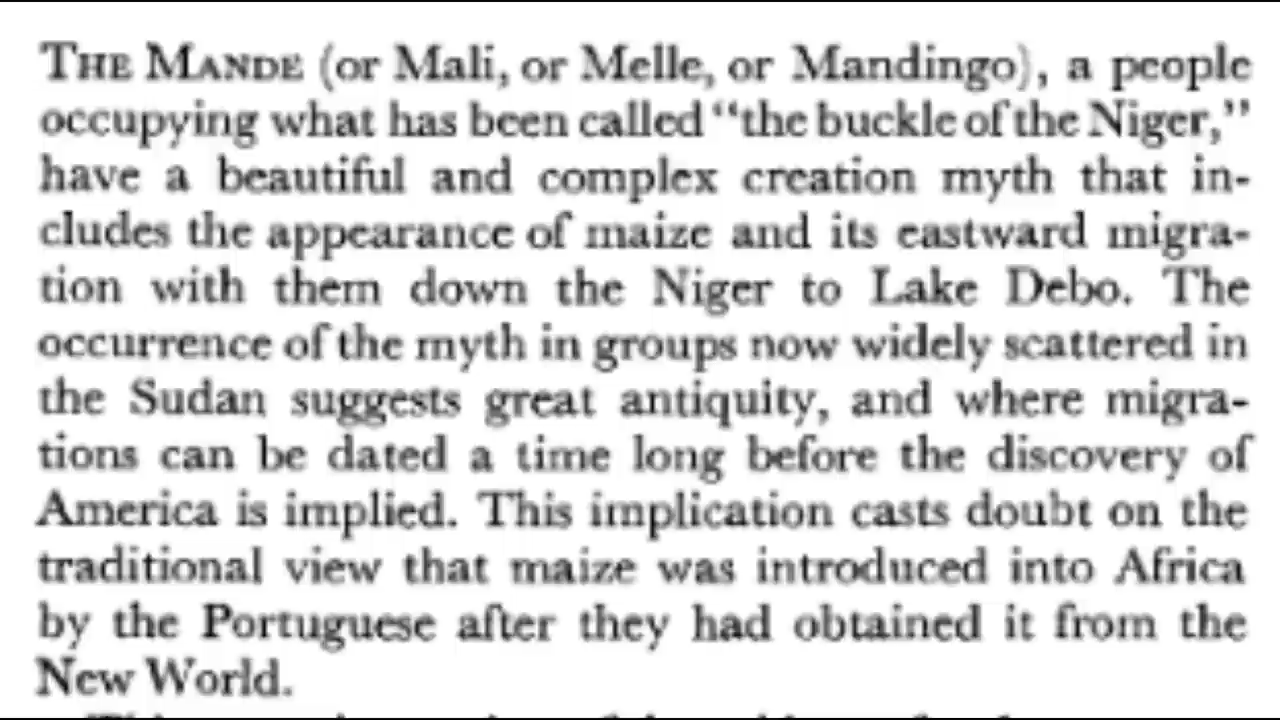 THE MANDE (or Mali, or Melle, or Mandingo), a people
occupying what has been called “the buckle of the Niger,”
have a beautiful and complex creation myth that in-
cludes the appearance of maize and its eastward migra-
tion with them down the Niger to Lake Debo. The
occurrence of the myth in groups now widely scattered in
the Sudan suggests great antiquity, and where migra-
tions can be dated a time long before the discovery of
America is implied. This implication casts doubt on the
traditional view that maize was introduced into Africa
by the Portuguese after they had obtained it from the
New World.